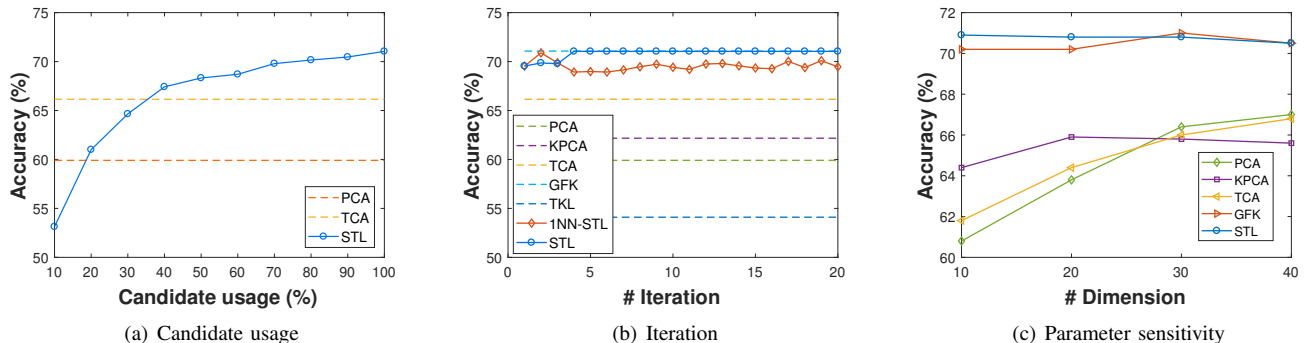 75
70
65
60
55
50
Accuracy (%)
PCA
TCA
STL
10 20 30 40 50 60 70 80 90 100
Candidate usage (%)
(a) Candidate usage
75
70
65
60
55
50
Accuracy (%)
PCA
KPCA
TCA
GFK
TKL
1NN-STL
STL
0 5 10 15 20
# Iteration
(b) Iteration
72
70
68
66
64
62
60
Accuracy (%)
PCA
KPCA
TCA
GFK
STL
10 20 30 40
# Dimension
(c) Parameter sensitivity